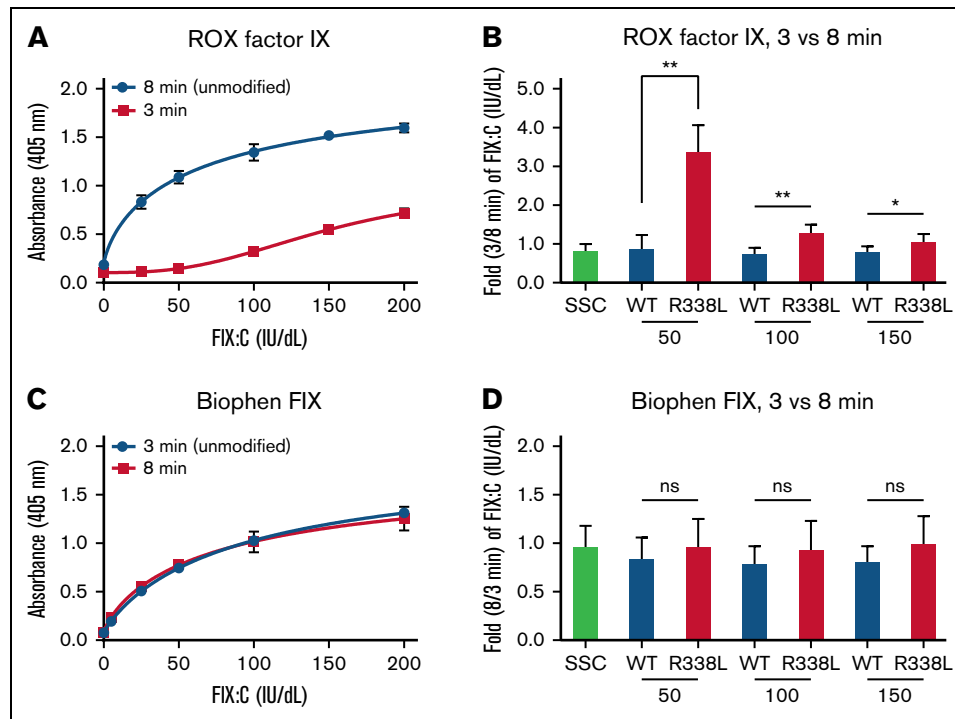 A
ROX factor IX
8 min (unmodified)
3 min
Absorbance (405 nm)
2.0
1.5
1.0
0.5
0.0
0 50 100 150 200
FIX:C (IU/dL)
B
ROX factor IX, 3 vs 8 min
Fold (3/8 min) of FIX:C (IU/dL)
5.0
4.0
3.0
2.0
1.0
0.0
**
**
*
SSC WT R338L WT R338L WT R338L
50 100 150
C
Biophen FIX
3 min (unmodified)
8 min
Absorbance (405 nm)
2.0
1.5
1.0
0.5
0.0
0 50 100 150 200
FIX:C (IU/dL)
D
Biophen FIX, 3 vs 8 min
Fold (8/3 min) of FIX:C (IU/dL)
2.0
1.5
1.0
0.5
0.0
ns ns ns
SSC WT R338L WT R338L WT R338L
50 100 150